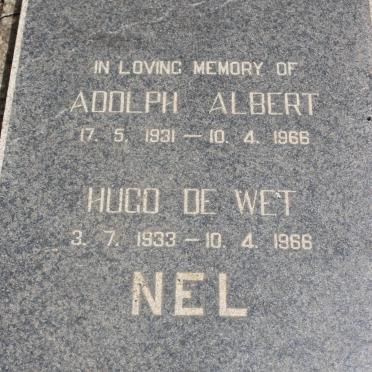 IN LOVING MEMORY OF
ADOLPH ALBERT
17. 5. 1931 — 10. 4. 1966
HUGO DE WET
3. 7. 1933 — 10. 4. 1966
NEL